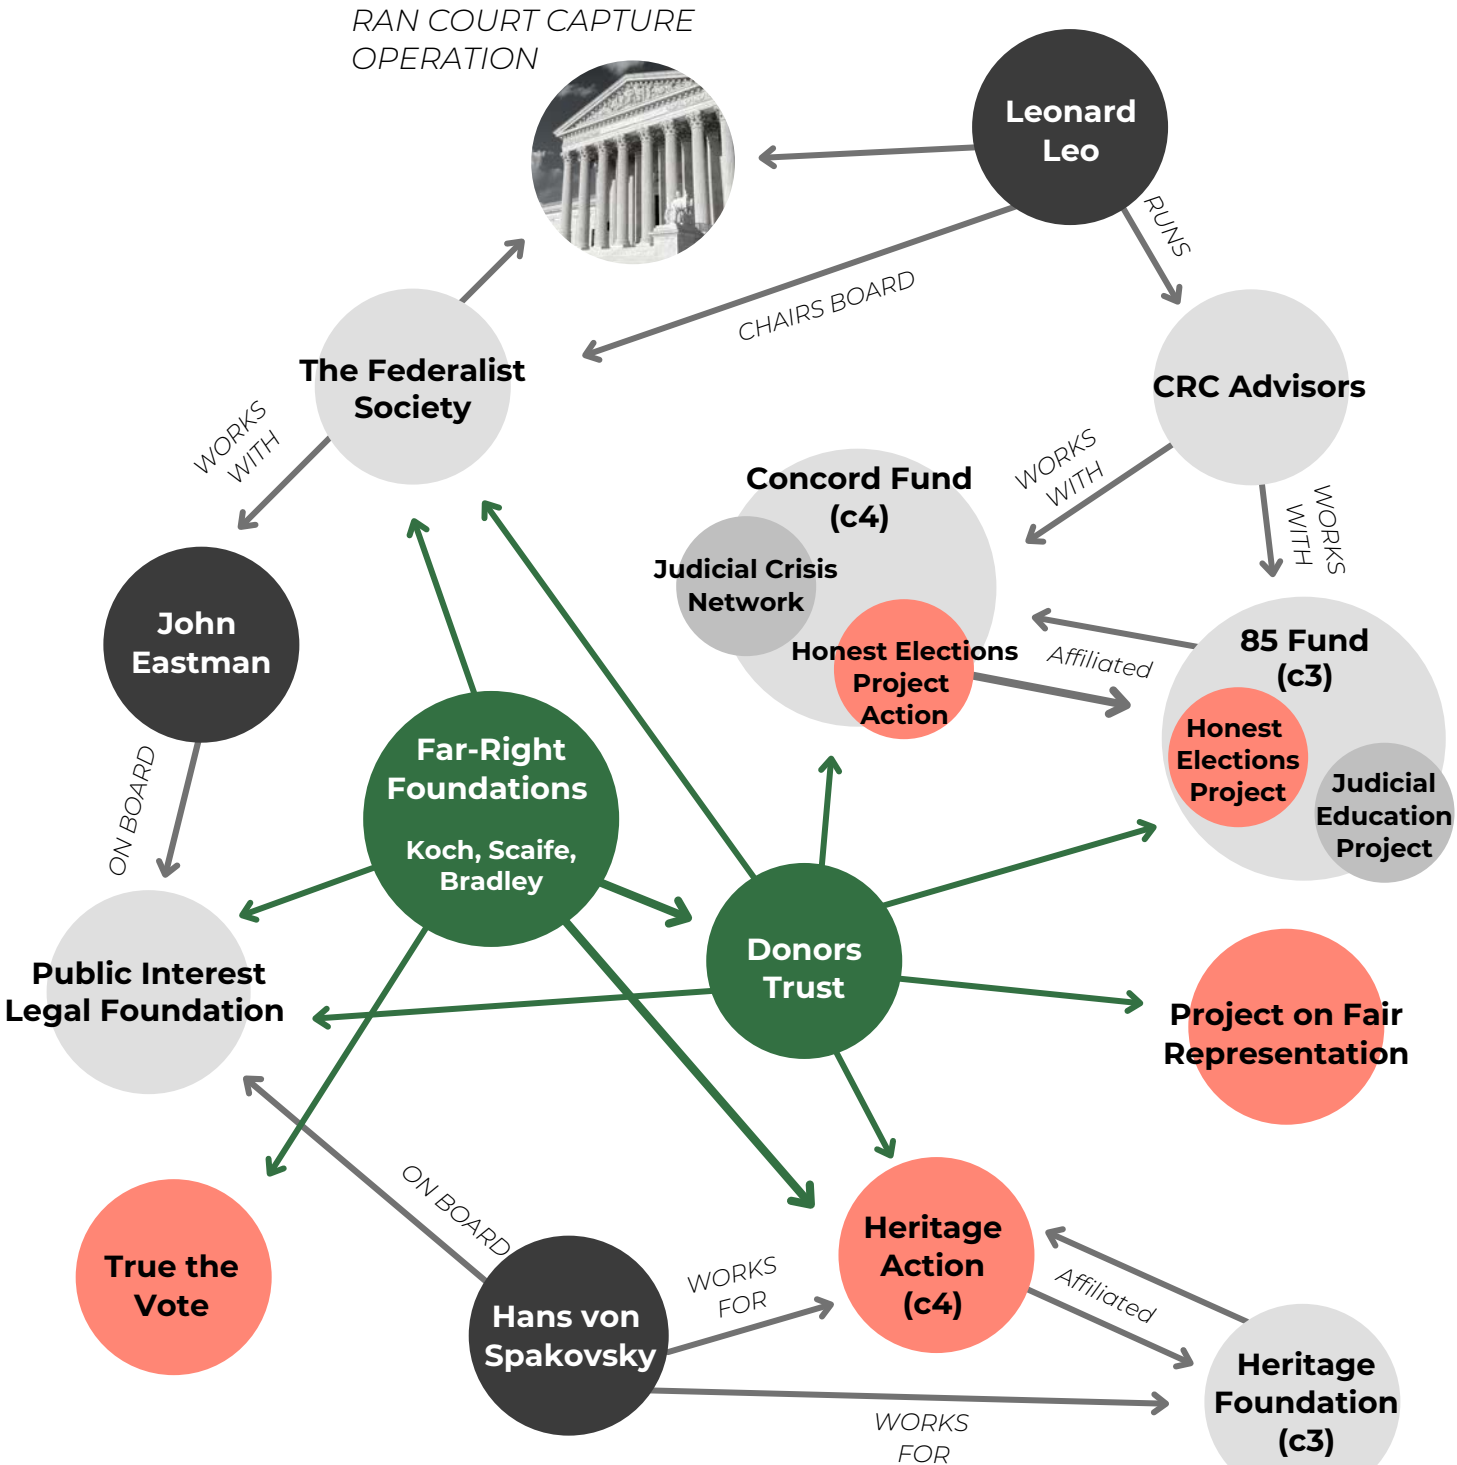 RAN COURT CAPTURE
OPERATION
Leonard
Leo
RUNS
CHAIRS BOARD
The Federalist
Society
CRC Advisors
WORKS
WITH
WORKS
WITH
WORKS
WITH
Concord Fund
(c4)
Judicial Crisis
Network
Honest Elections
Project
Action
Affiliated
85 Fund
(c3)
Honest
Elections
Project
Judicial
Education
Project
John
Eastman
ON BOARD
Far-Right
Foundations
Koch, Scaife,
Bradley
Donors
Trust
Public Interest
Legal Foundation
Project on Fair
Representation
True the
Vote
ON BOARD
Hans von
Spakovsky
WORKS
FOR
Heritage
Action
(c4)
Affiliated
WORKS
FOR
Heritage
Foundation
(c3)